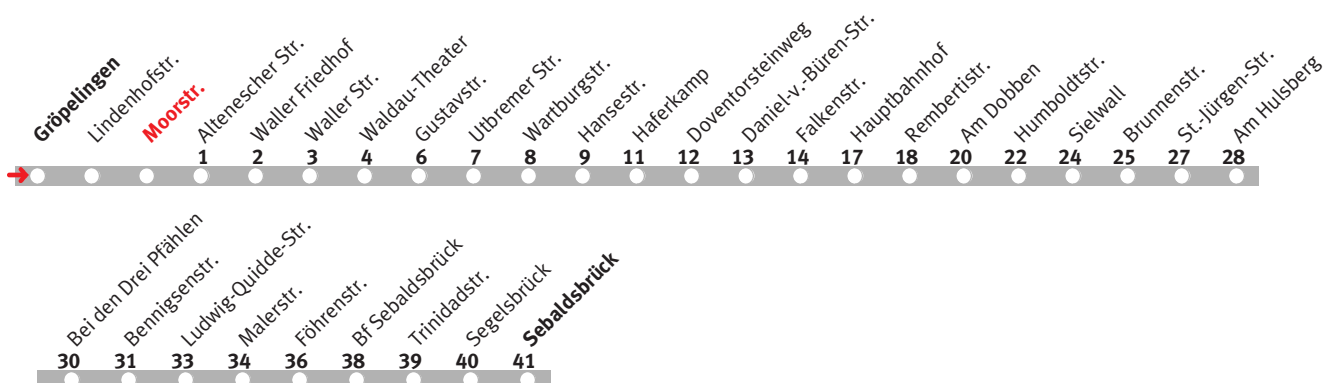 Gröpelingen
Lindenhofstr.
Moorstr.
Altenescher Str.
Waller Friedhof
Waller Str.
Waldau-Theater
Gustavstr.
Utbremer Str.
Wartburgstr.
Hansestr.
Haferkamp
Doventorsteinweg
Daniel-v.-Büren-Str.
Falkenstr.
Hauptbahnhof
Rembertistr.
Am Dobben
Humboldtstr.
Sielwall
Brunnenstr.
St.-Jürgen-Str.
Am Hulsberg
1 2 3 4 6 7 8 9 11 12 13 14 17 18 20 22 24 25 27 28
Bei den Drei Pfählen
Bennigsenstr.
Ludwig-Quidde-Str.
Malerstr.
Föhrenstr.
Bf Sebaldsbrück
Trinidadstr.
Segelsbrück
Sebaldsbrück
30 31 33 34 36 38 39 40 41